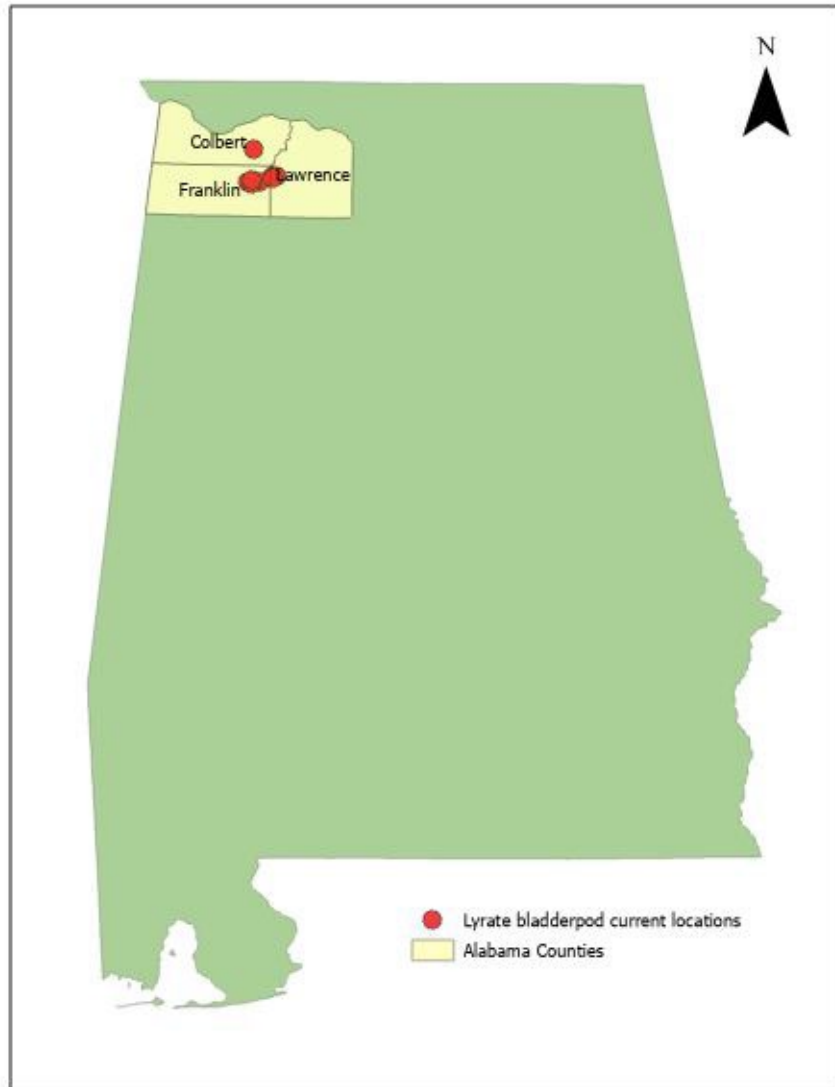 N
Colbert
Lawrence
Franklin
Lyrate bladderpod current locations
Alabama Counties